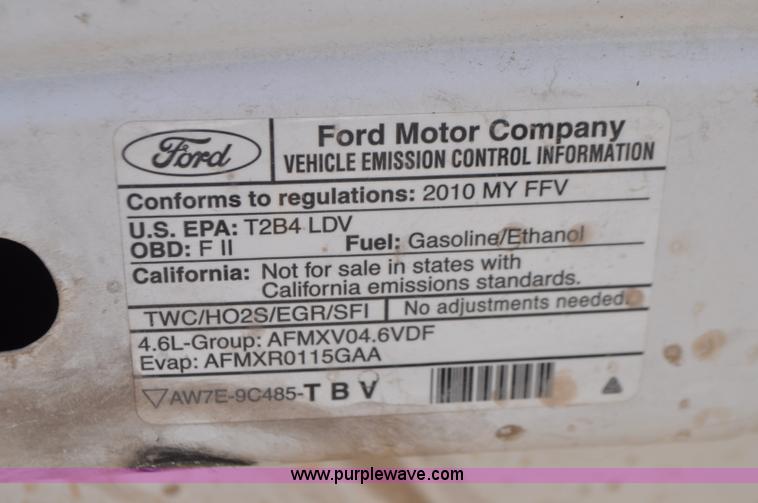 Ford
Ford Motor Company
VEHICLE EMISSION CONTROL INFORMATION
Conforms to regulations: 2010 MY FFV
U.S. EPA: T2B4 LDV
OBD: F II Fuel: Gasoline/Ethanol
California: Not for sale in states with
California emissions standards.
TWC/HO2S/EGR/SFI No adjustments needed.
4.6L-Group: AFMXV04.6VDF
Evap: AFMXR0115GAA
AW7E-9C485-T B V
www.purplewave.com